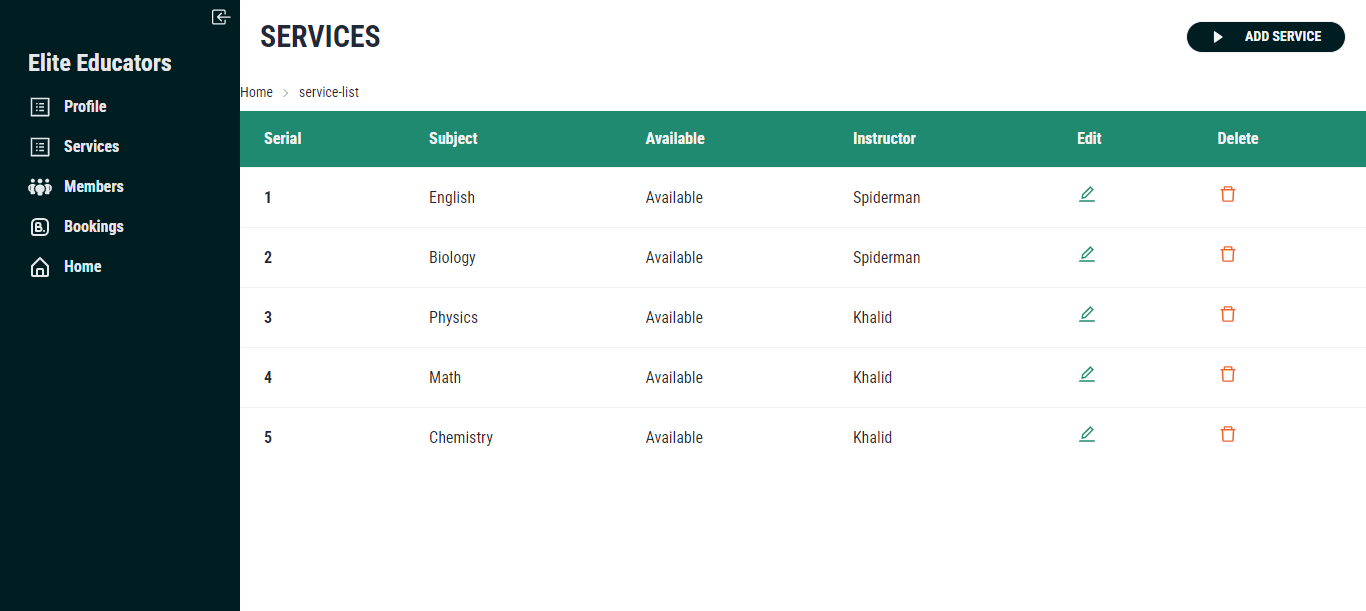 Elite Educators
Profile
Services
Members
B. Bookings
Home
SERVICES
ADD SERVICE
Home > service-list
Serial Subject Available Instructor Edit Delete
1 English Available Spiderman
2 Biology Available Spiderman
3 Physics Available Khalid
4 Math Available Khalid
5 Chemistry Available Khalid